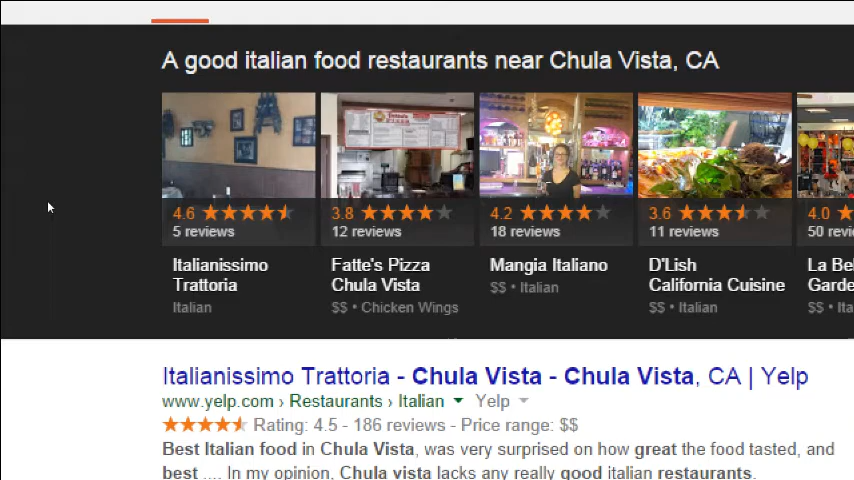 A good italian food restaurants near Chula Vista, CA
4.6
5 reviews
Italianissimo
Trattoria
Italian
3.8
12 reviews
Fatte's Pizza
Chula Vista
$$ • Chicken Wings
4.2
18 reviews
Mangia Italiano
$$ • Italian
3.6
11 reviews
D'Lish
California Cuisine
$$ • Italian
4.0
50 revi
La Be
Garde
$$ • Ita
Italianissimo Trattoria - Chula Vista - Chula Vista, CA | Yelp
www.yelp.com › Restaurants › Italian Yelp
Rating: 4.5 - 186 reviews - Price range: $$
Best Italian food in Chula Vista, was very surprised on how great the food tasted, and
best .... In my opinion, Chula vista lacks any really good italian restaurants.